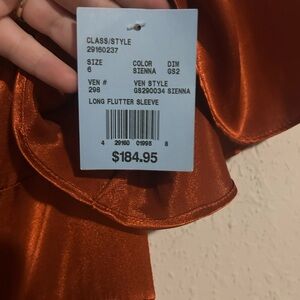 CLASS/STYLE
29160237
SIZE COLOR DIM
6 SIENNA GS2
VEN # VEN STYLE
298 GS290034 SIENNA
LONG FLUTTER SLEEVE
4 29160 01998 8
$184.95